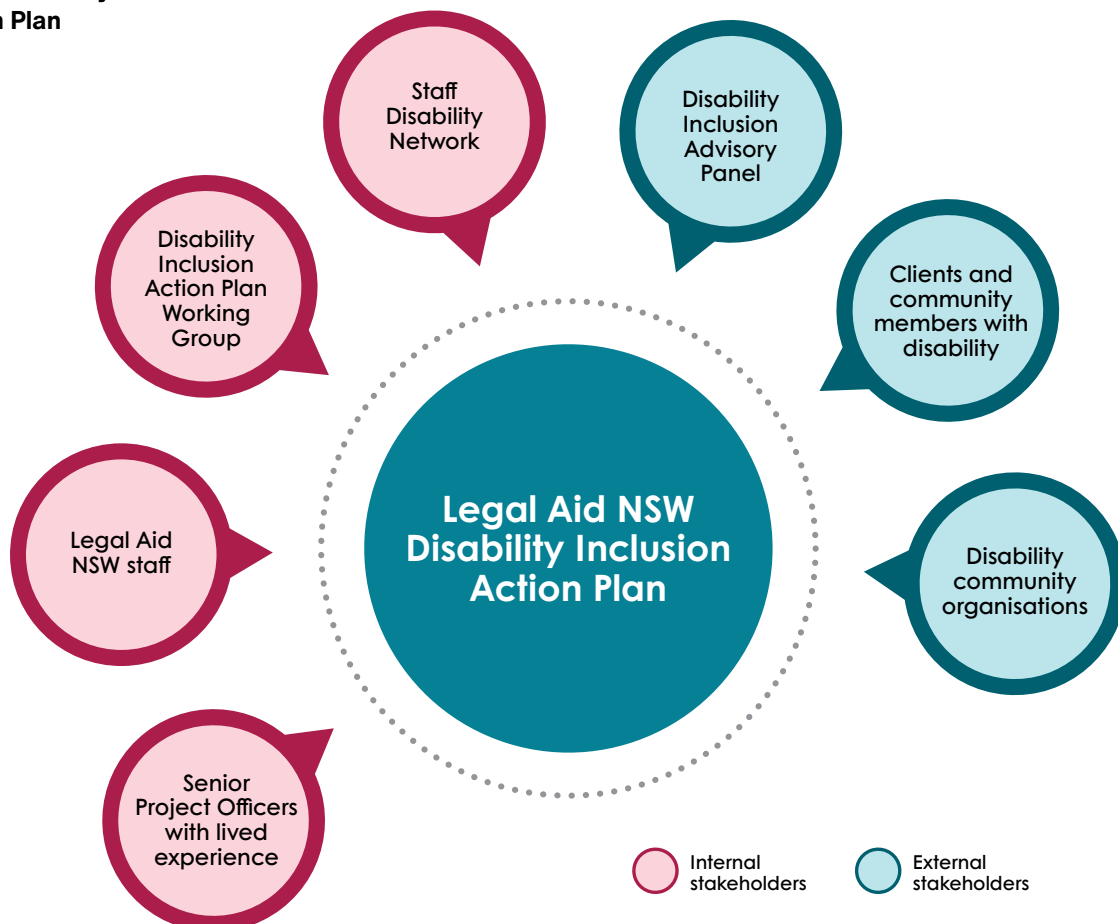 n Plan
Staff
Disability
Network
Disability
Inclusion
Advisory
Panel
Disability
Inclusion
Action Plan
Working
Group
Clients and
community
members with
disability
Legal Aid NSW
Disability Inclusion
Action Plan
Legal Aid
NSW staff
Disability
community
organisations
Senior
Project Officers
with lived
experience
Internal
stakeholders
External
stakeholders